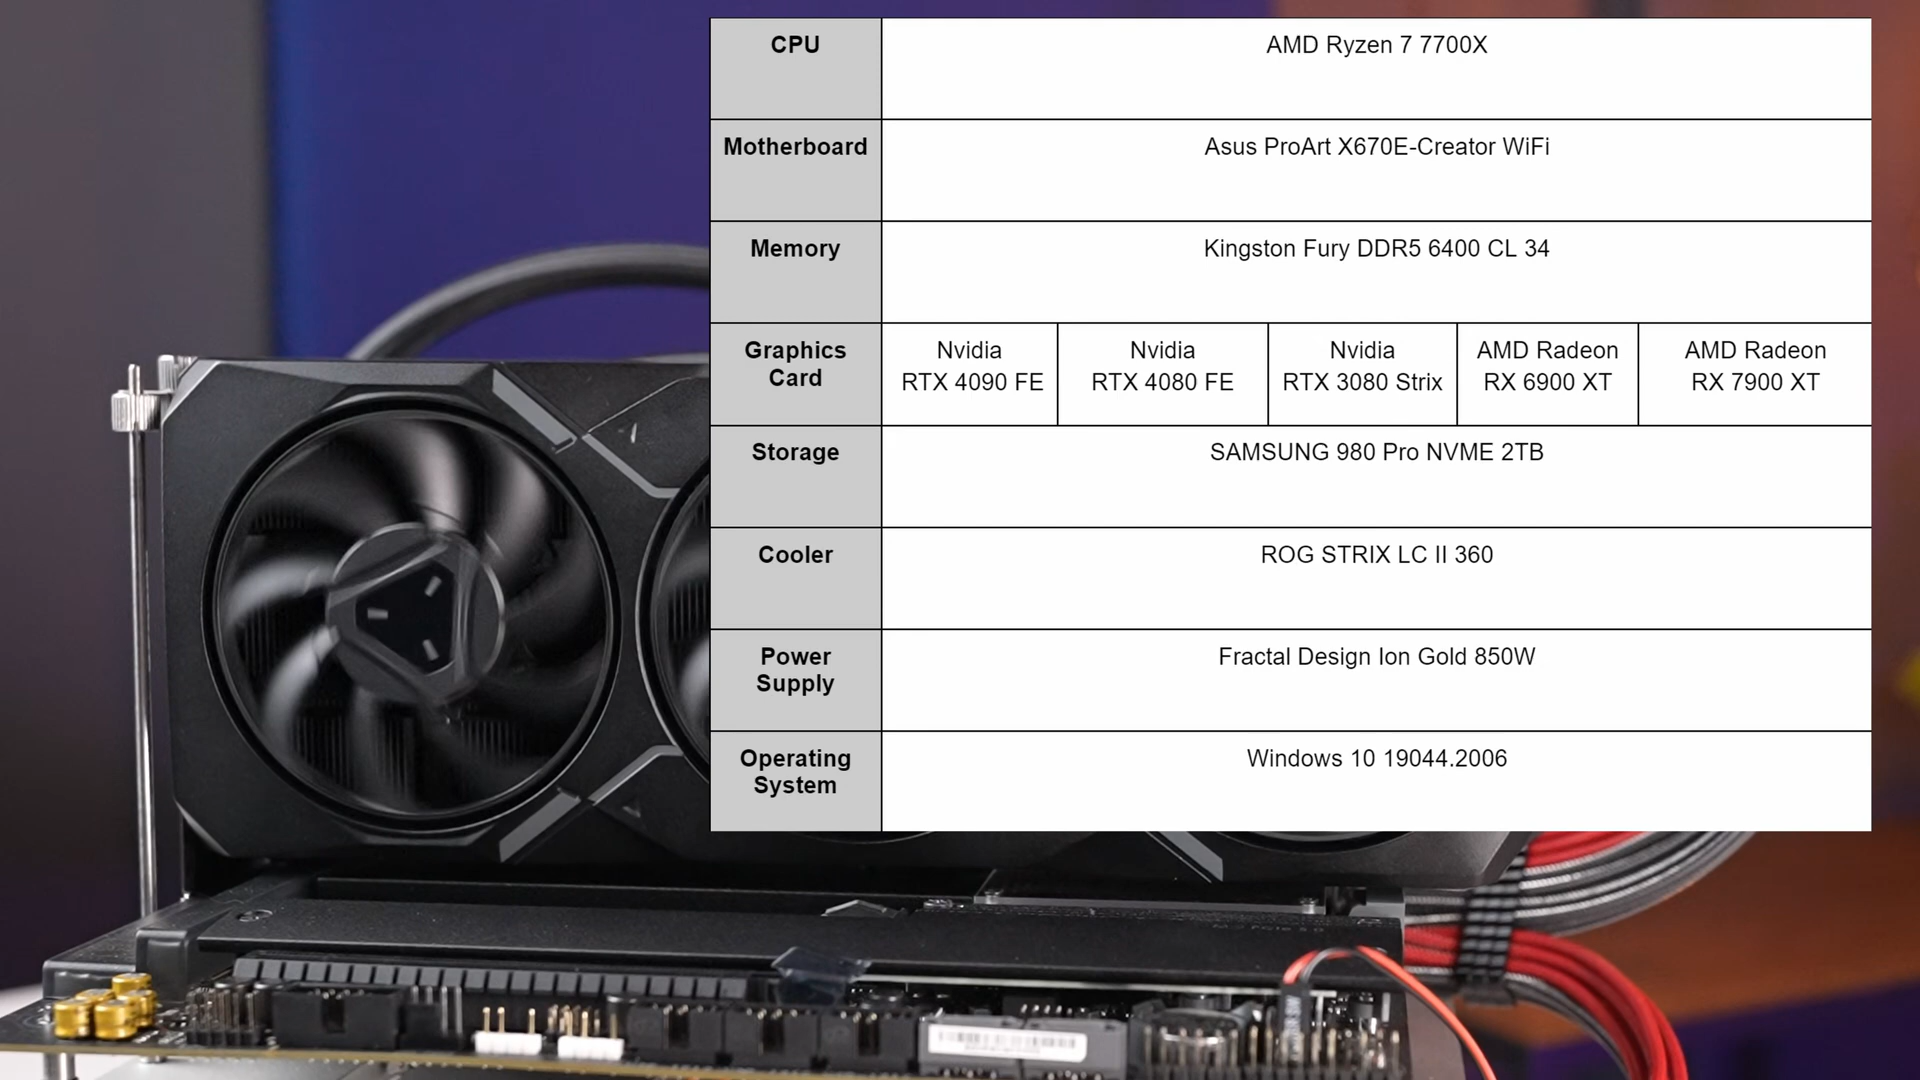 CPU
AMD Ryzen 7 7700X
Motherboard
Asus ProArt X670E-Creator WiFi
Memory
Kingston Fury DDR5 6400 CL 34
Graphics
Card
Nvidia
RTX 4090 FE
Nvidia
RTX 4080 FE
Nvidia
RTX 3080 Strix
AMD Radeon
RX 6900 XT
AMD Radeon
RX 7900 XT
Storage
SAMSUNG 980 Pro NVME 2TB
Cooler
ROG STRIX LC II 360
Power
Supply
Fractal Design Ion Gold 850W
Operating
System
Windows 10 19044.2006